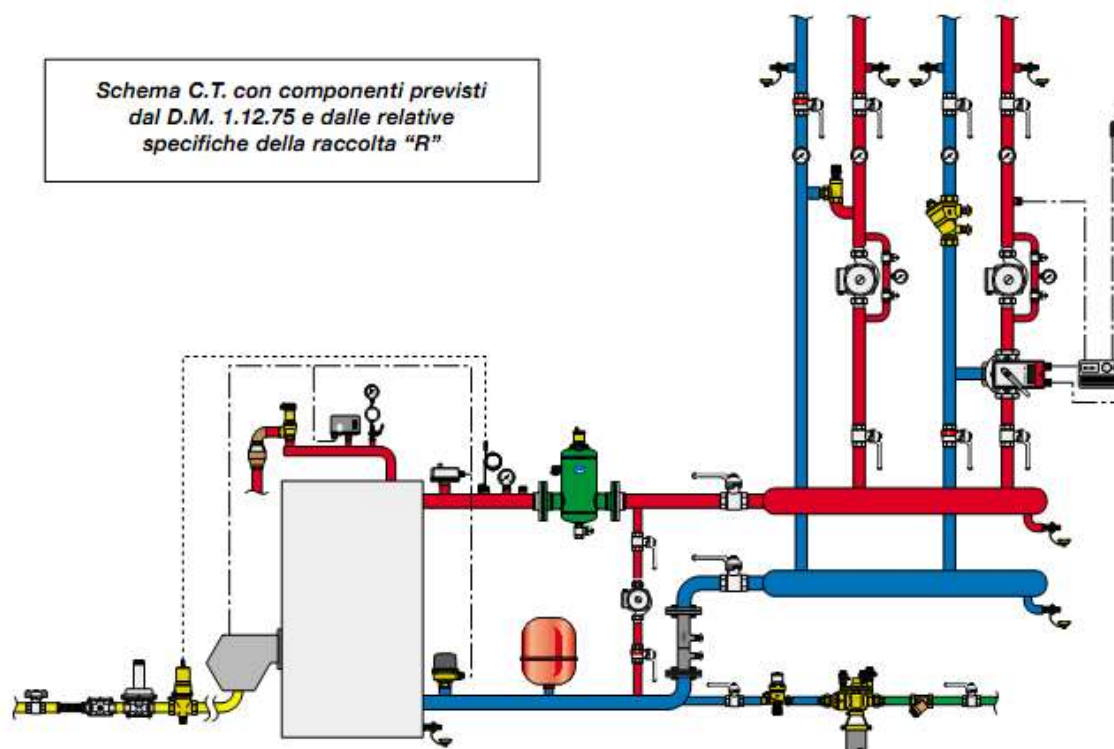 Schema C.T. con componenti previsti
dal D.M. 1.12.75 e dalle relative
specifiche della raccolta "R"